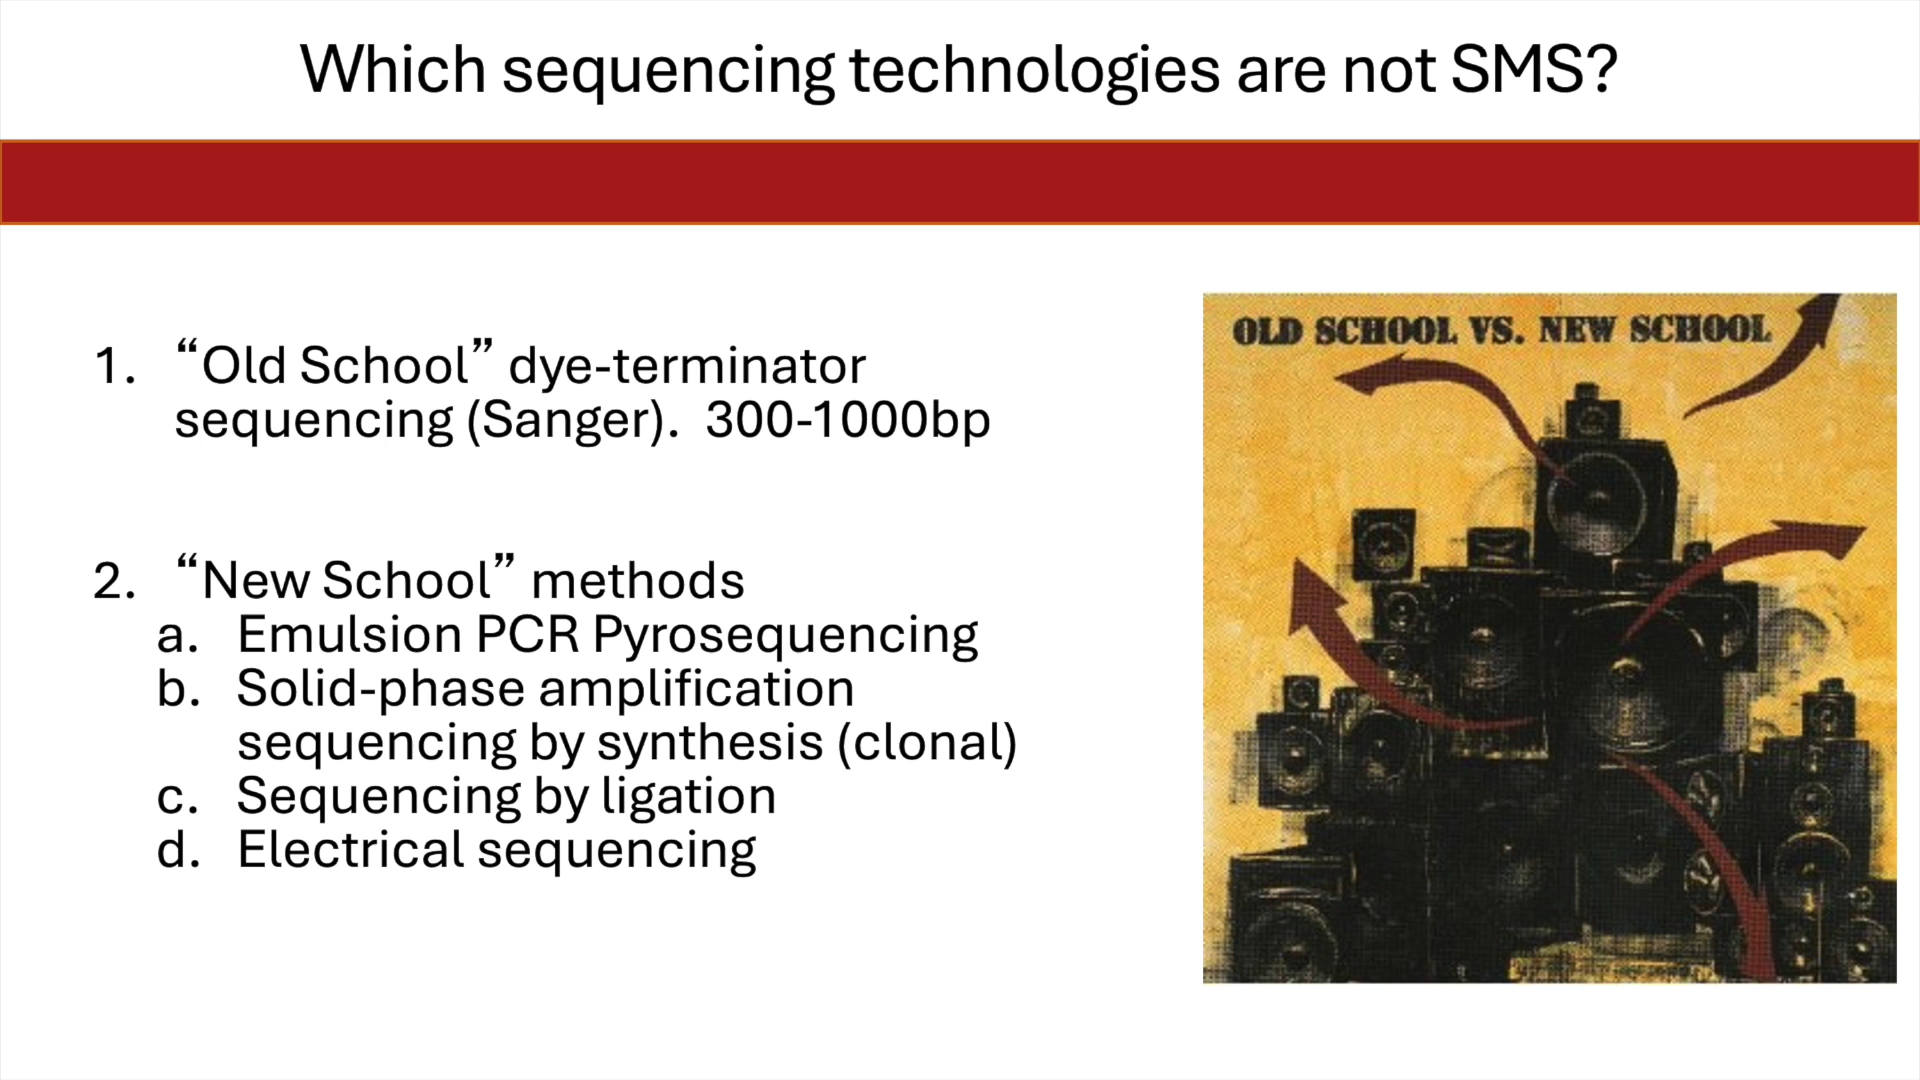 Which sequencing technologies are not SMS?
1. “Old School” dye-terminator
sequencing (Sanger).  300-1000bp
2. “New School” methods
a. Emulsion PCR Pyrosequencing
b. Solid-phase amplification
sequencing by synthesis (clonal)
c. Sequencing by ligation
d. Electrical sequencing
OLD SCHOOL VS. NEW SCHOOL